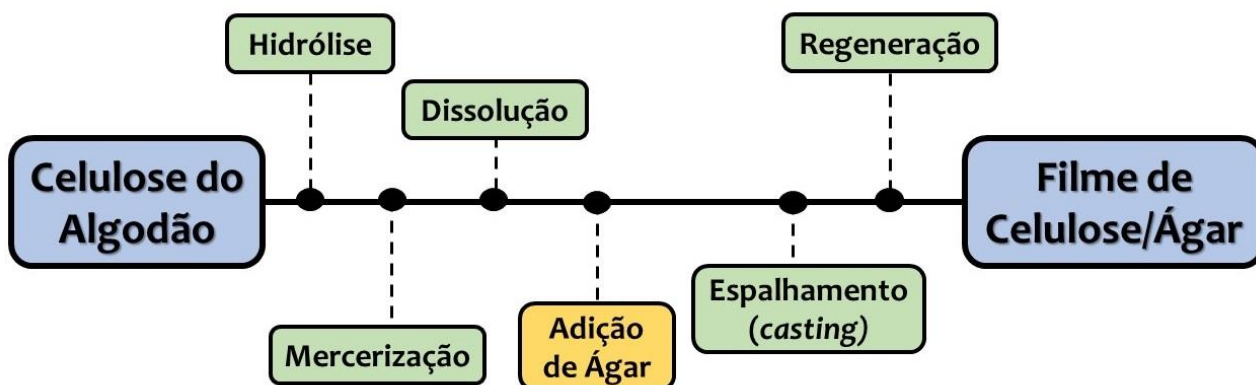 Hidrólise
Regeneração
Dissolução
Celulose do
Algodão
Filme de
Celulose/Ágar
Mercerização
Adição
de Ágar
Espalhamento
(casting)